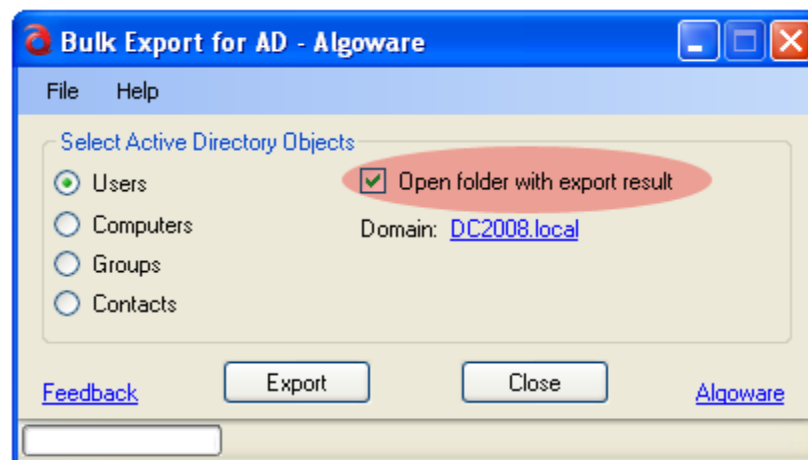 Bulk Export for AD - Algoware
File Help
Select Active Directory Objects
Users
Open folder with export result
Computers
Domain: DC2008.local
Groups
Contacts
Feedback
Export
Close
Algoware